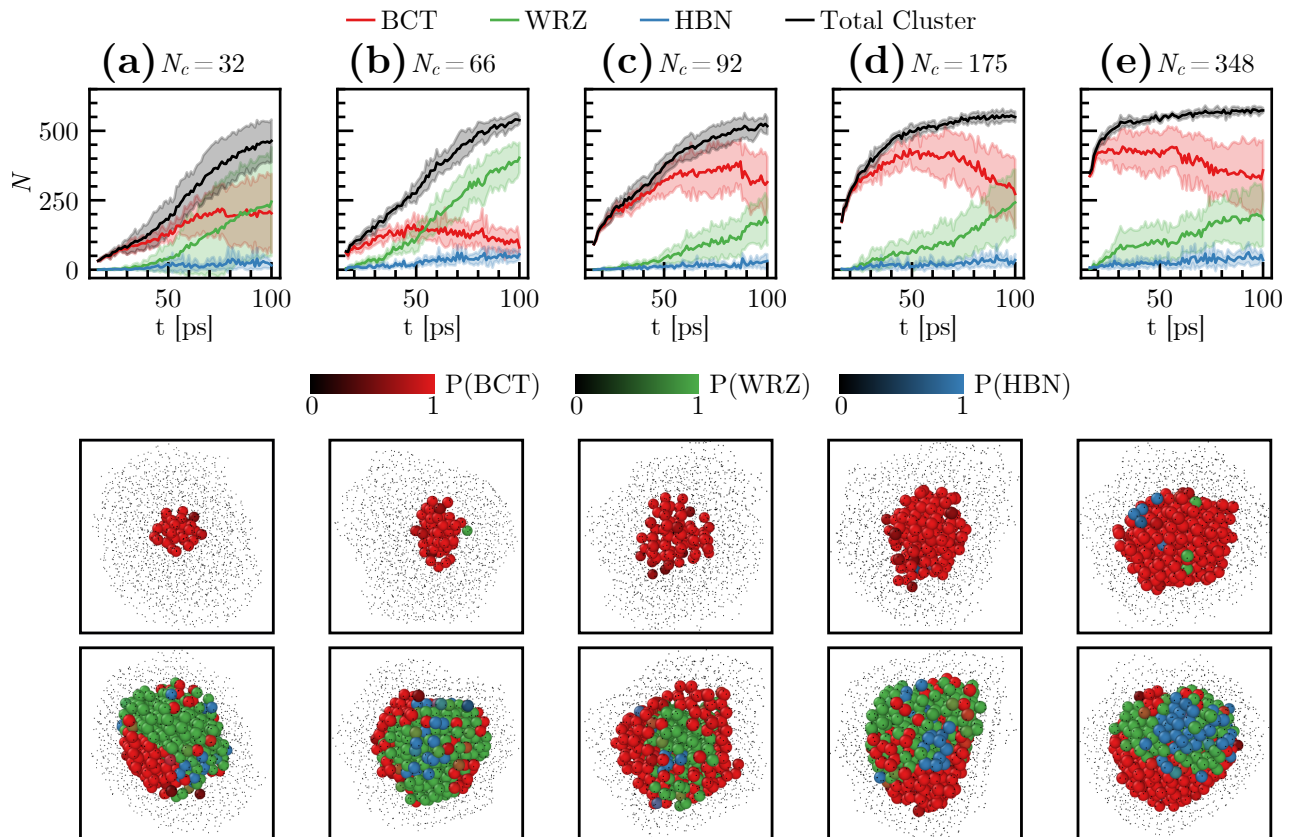 BCT WRZ HBN Total Cluster
(a) N_c = 32 (b) N_c = 66 (c) N_c = 92 (d) N_c = 175 (e) N_c = 348
500
250
0
N
50 100 50 100 50 100 50 100 50 100
t [ps] t [ps] t [ps] t [ps] t [ps]
P(BCT) P(WRZ) P(HBN)
0 1 0 1 0 1